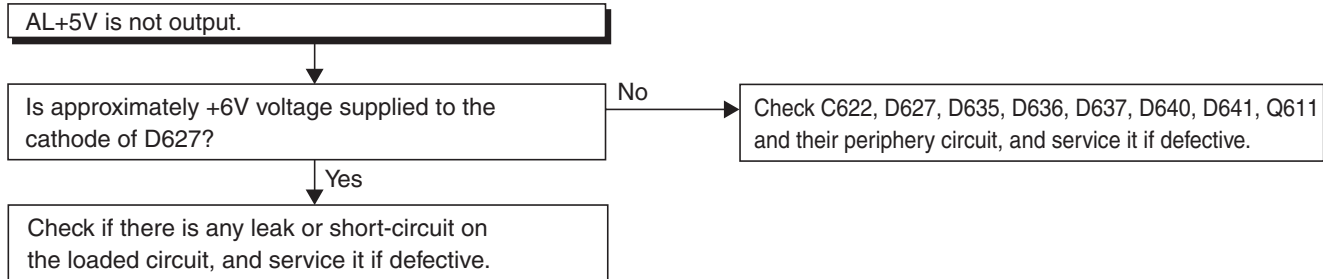 AL+5V is not output.
Is approximately +6V voltage supplied to the
cathode of D627?
No
Check C622, D627, D635, D636, D637, D640, D641, Q611
and their periphery circuit, and service it if defective.
Yes
Check if there is any leak or short-circuit on
the loaded circuit, and service it if defective.